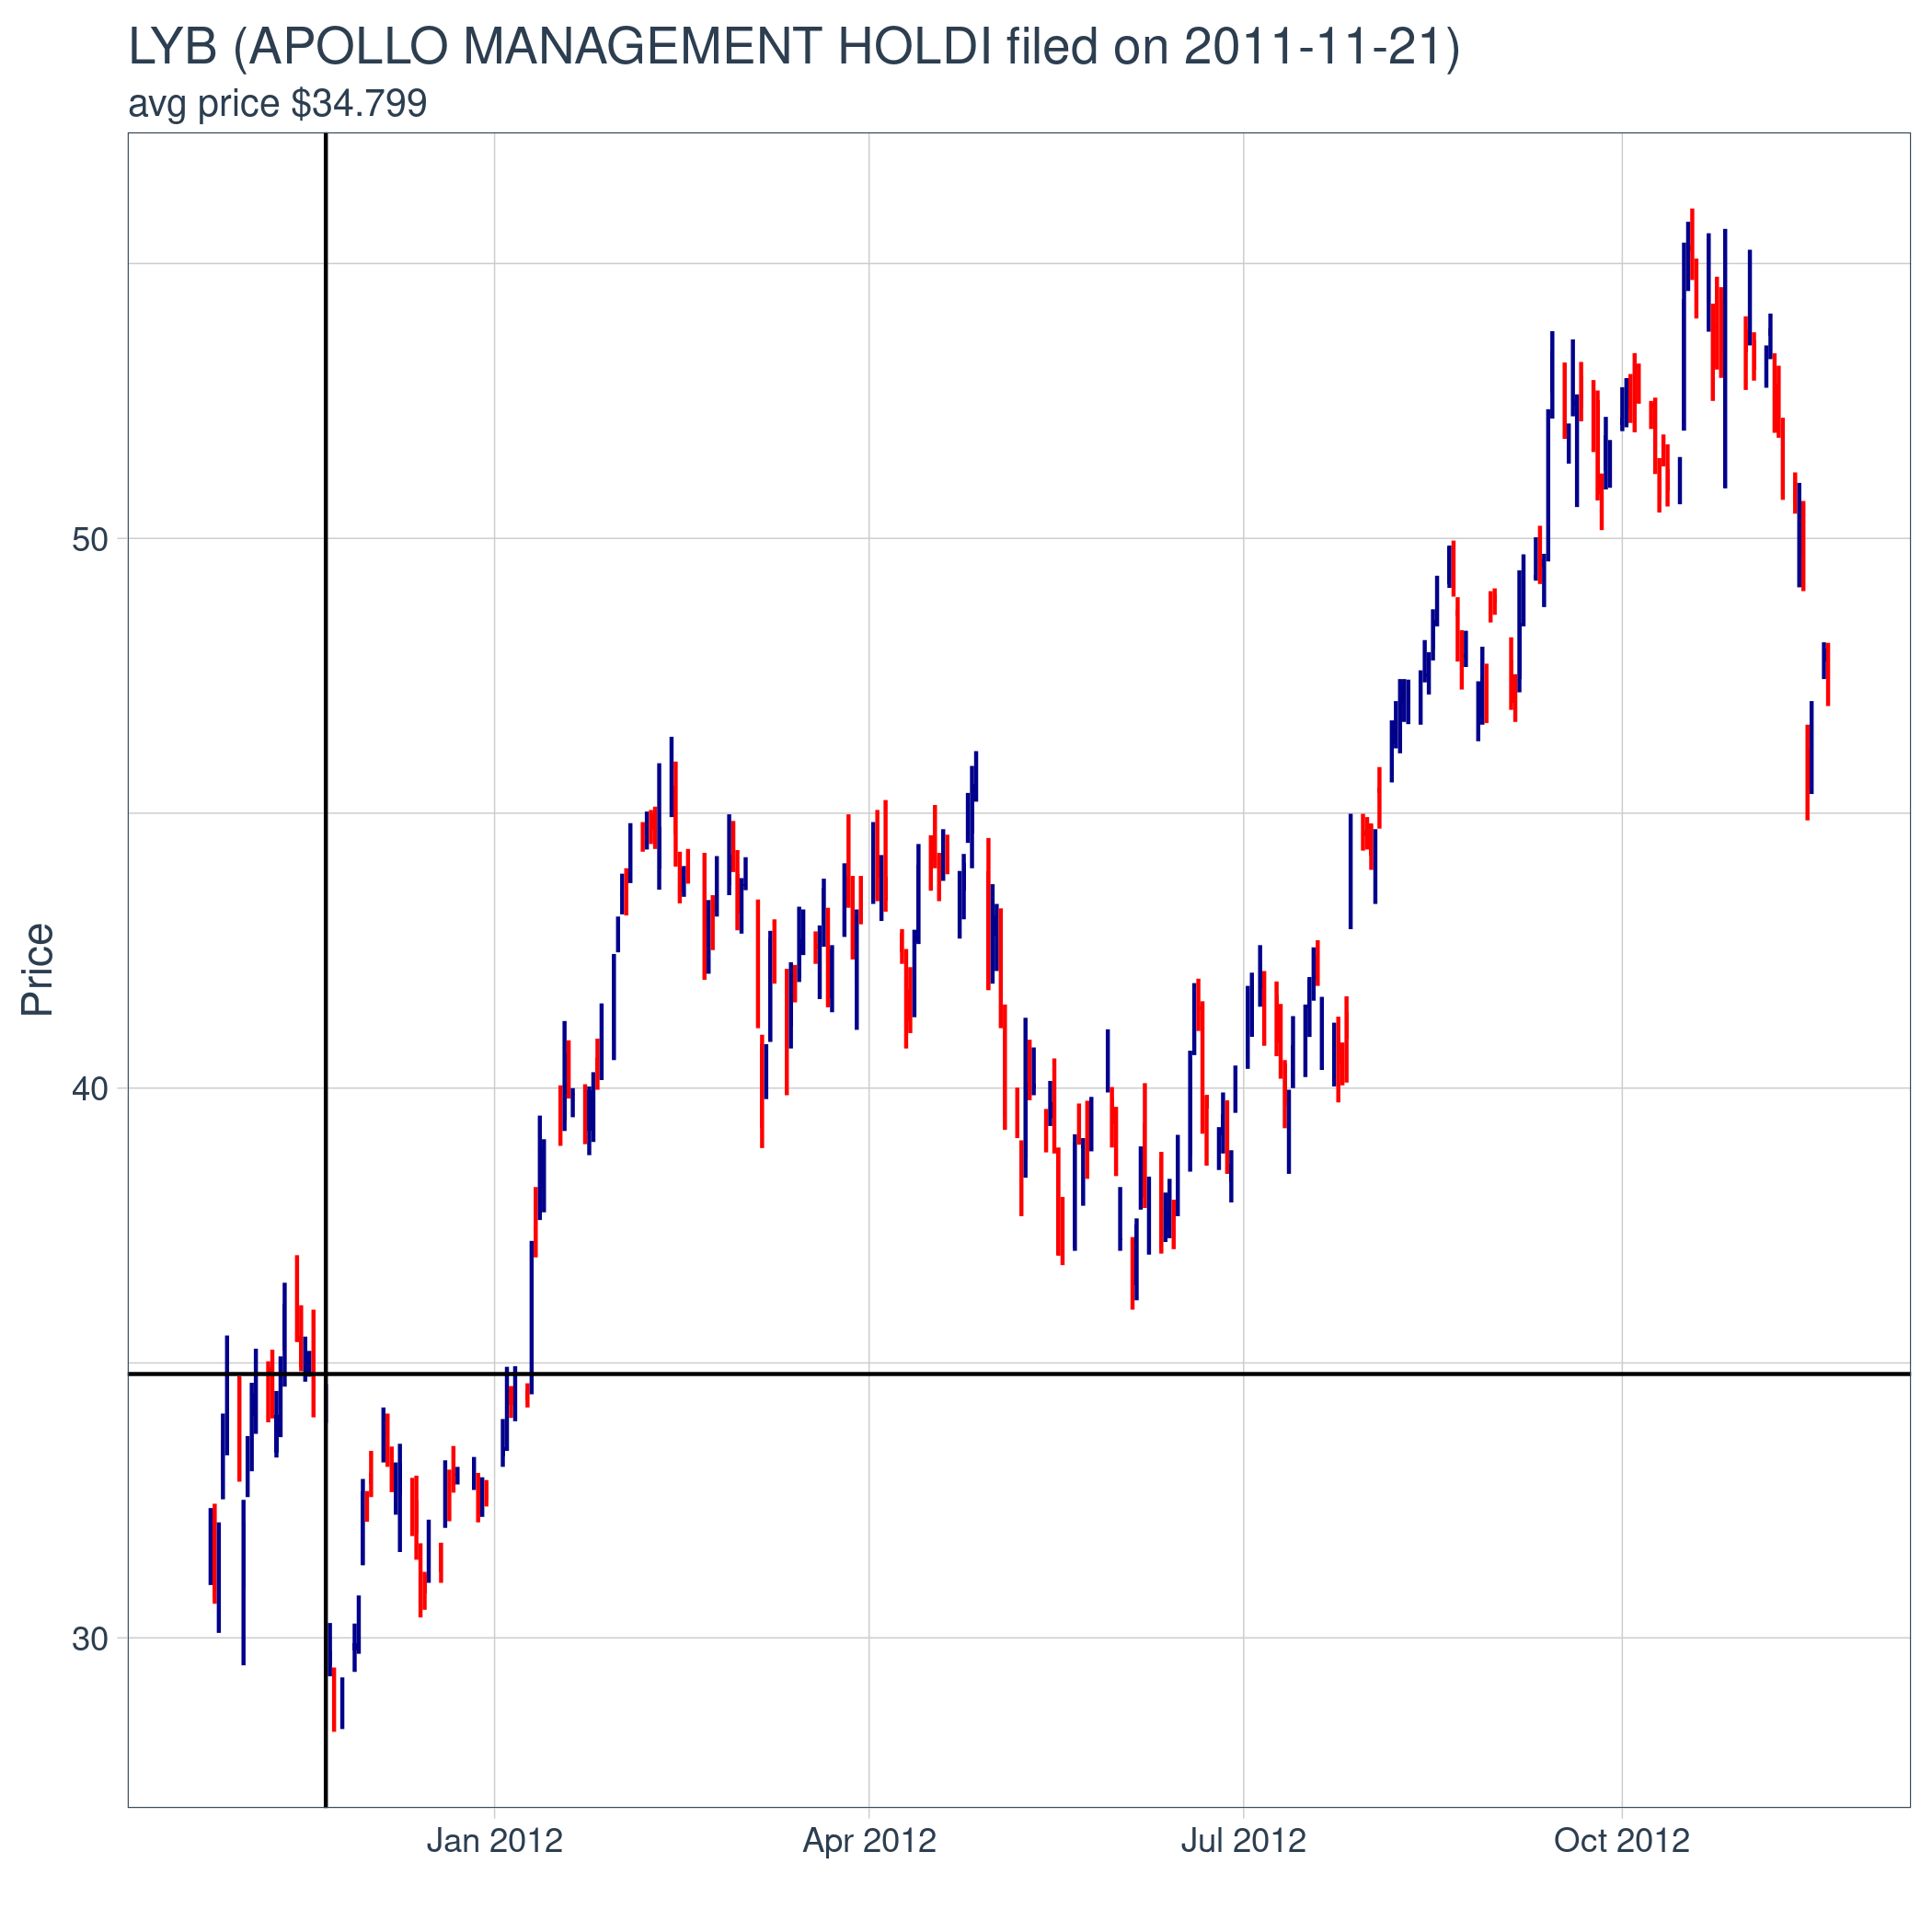 LYB (APOLLO MANAGEMENT HOLDI filed on 2011-11-21)
avg price $34.799
50
40
30
Price
Jan 2012 Apr 2012 Jul 2012 Oct 2012